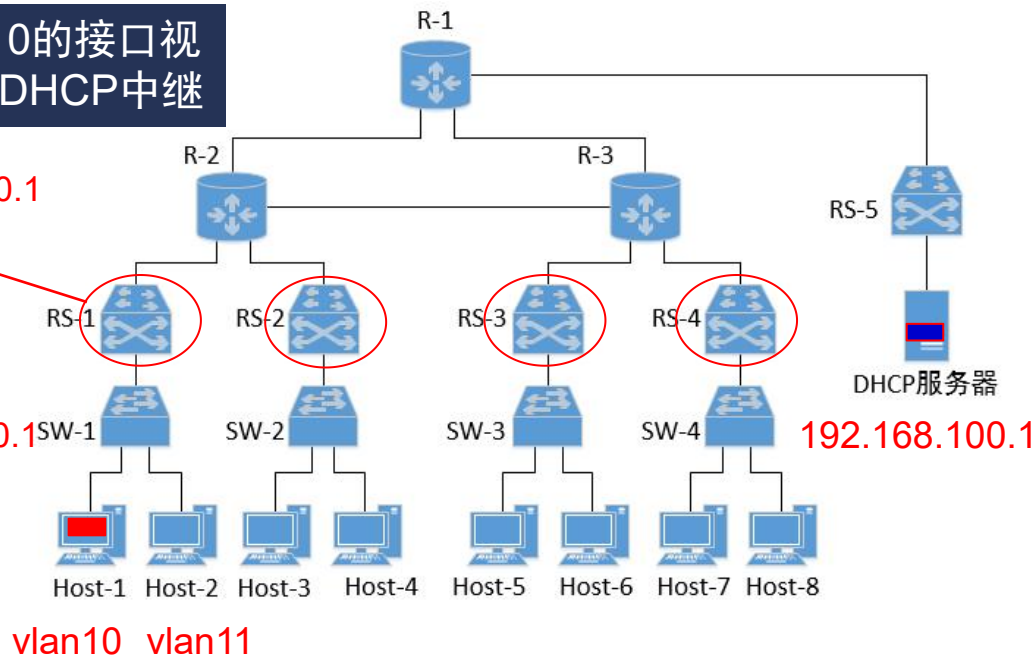 R-1
0的接口视
DHCP中继
R-2
R-3
0.1
RS-5
RS-1
RS-2
RS-3
RS-4
DHCP服务器
0.1
SW-1
SW-2
SW-3
SW-4
192.168.100.1
Host-1
Host-2
Host-3
Host-4
Host-5
Host-6
Host-7
Host-8
vlan10
vlan11